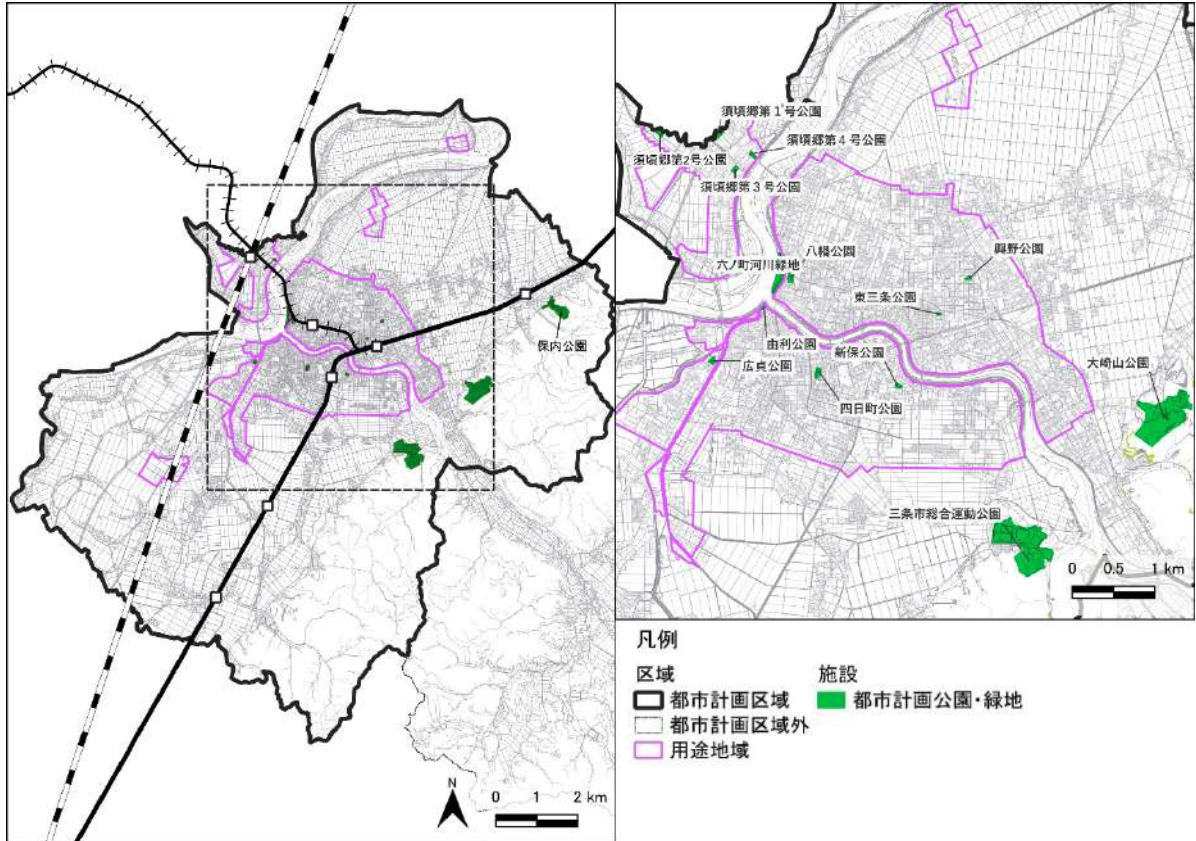 保内公園
N
0 1 2 km
須頃郷第1号公園
須頃郷第4号公園
須頃郷第2号公園
須頃郷第3号公園
八幡公園
六ノ町河川緑地
興野公園
東三条公園
由利公園
新保公園
広貞公園
四日町公園
大崎山公園
三条市総合運動公園
0 0.5 1 km
凡例
区域
都市計画区域
都市計画区域外
用途地域
施設
都市計画公園・緑地